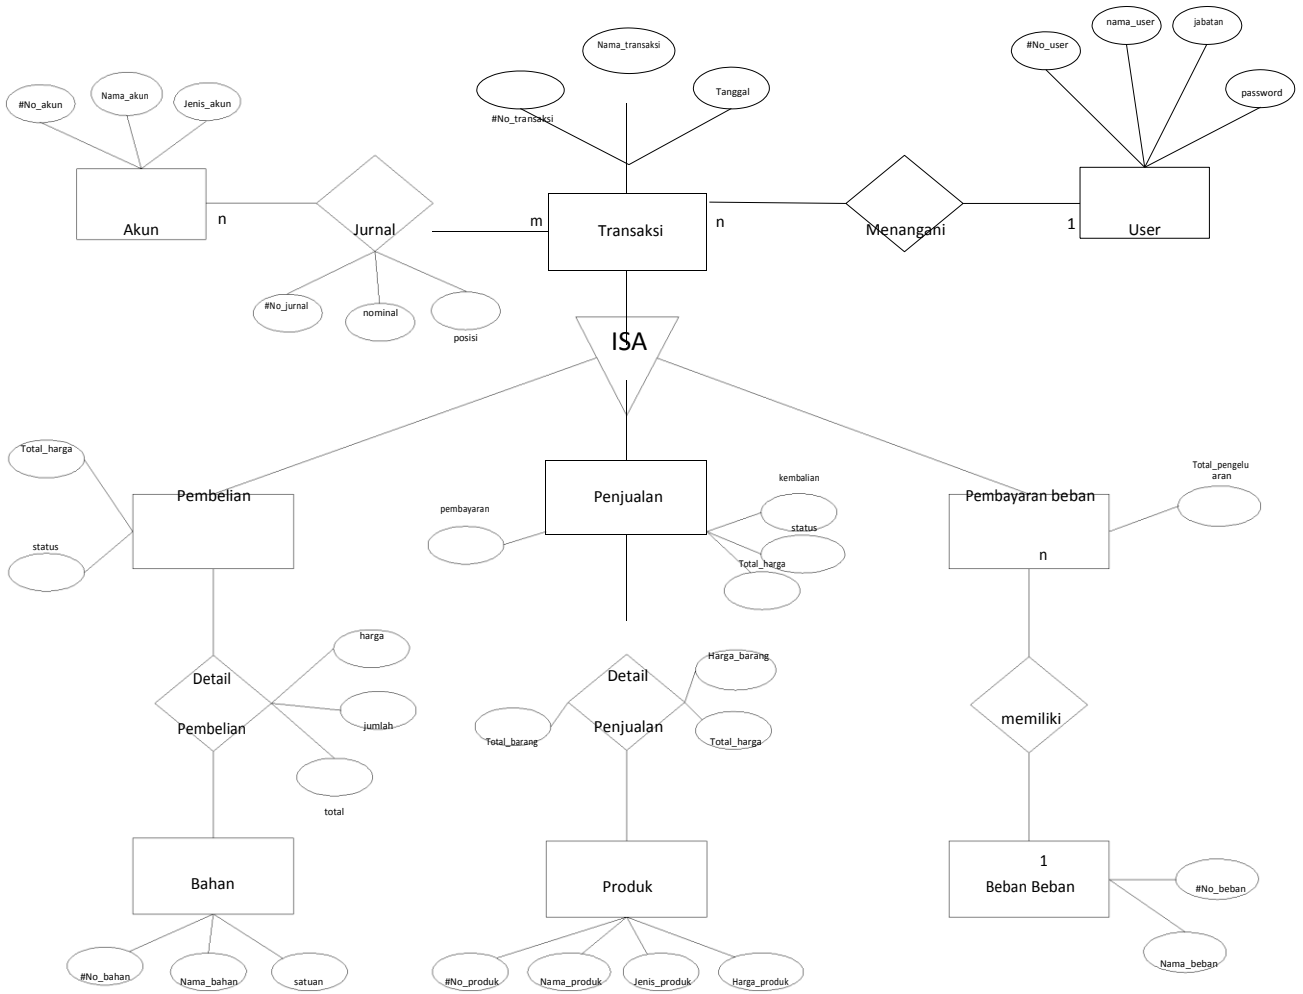 nama_user
jabatan
Nama_transaksi
#No_user
#No_akun
Nama_akun
Jenis_akun
Tanggal
password
#No_transaksi
n
m
n
1
Akun
Jurnal
Transaksi
Menangani
User
#No_jurnal
nominal
posisi
ISA
Total_harga
status
Pembelian
pembayaran
Penjualan
kembalian
status
Total_harga
Pembayaran beban
n
Total_pengelu
aran
harga
Detail
Pembelian
jumlah
total
Detail
Penjualan
Harga_barang
Total_barang
Total_harga
memiliki
Bahan
Produk
1
Beban Beban
#No_beban
Nama_beban
#No_bahan
Nama_bahan
satuan
#No_produk
Nama_produk
Jenis_produk
Harga_produk